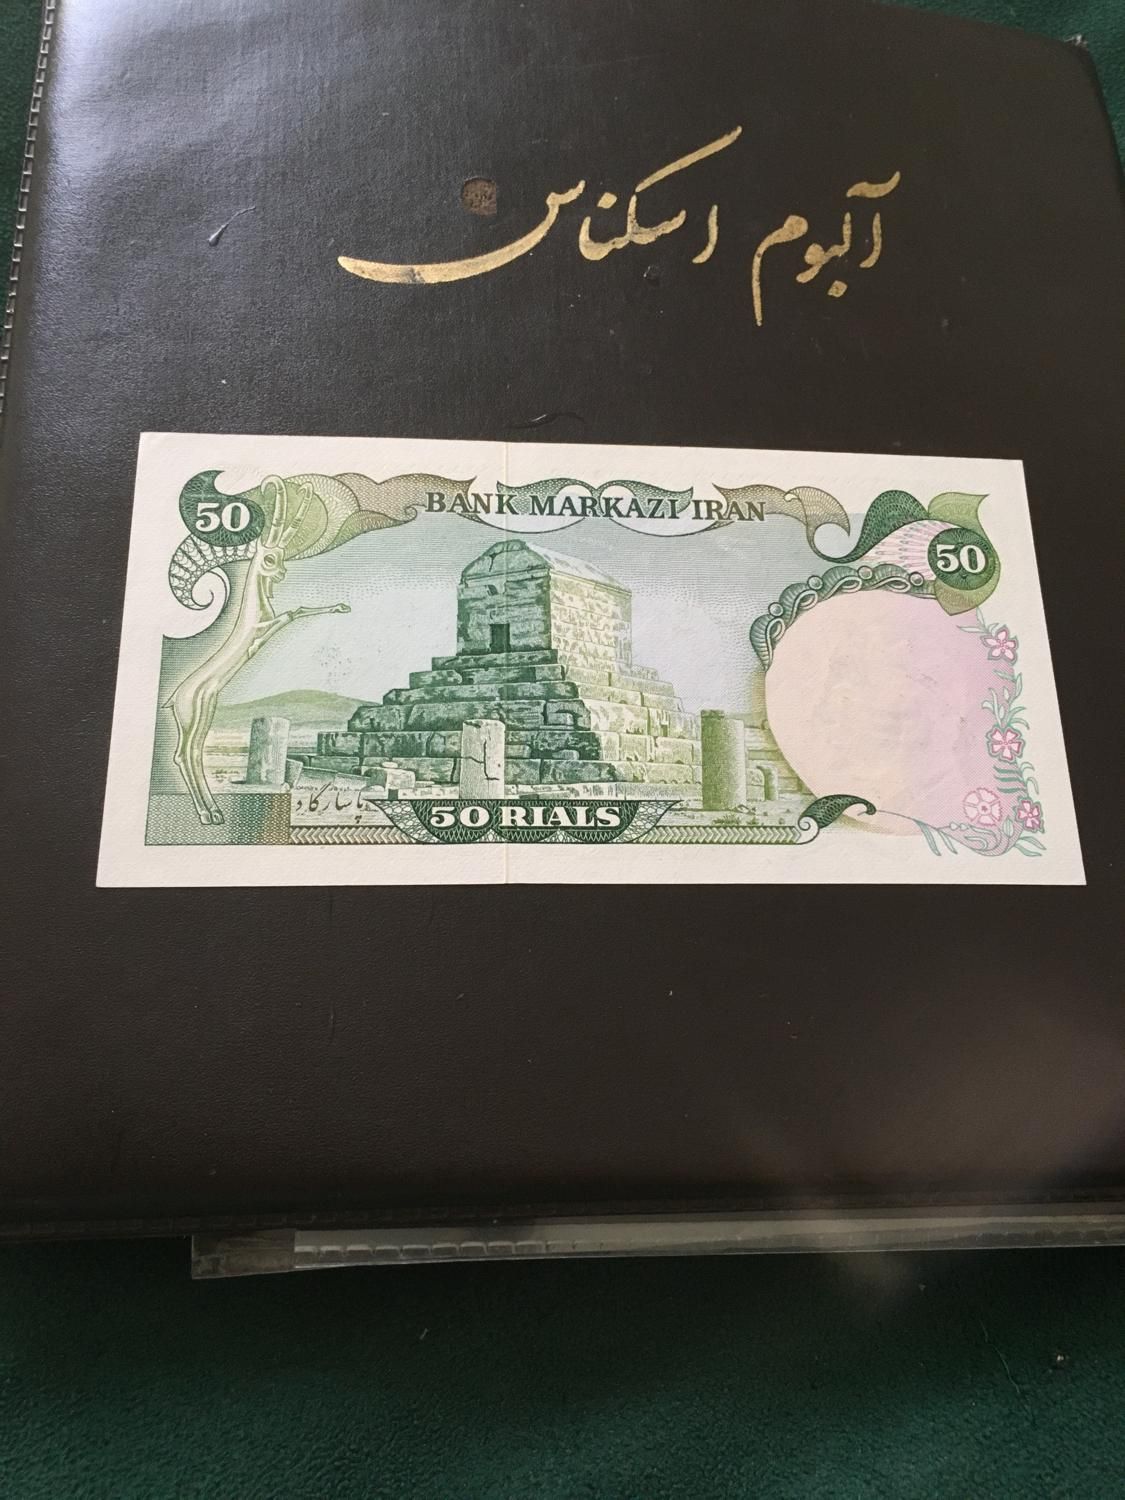 آلبوم اسکناس
50
BANK MARKAZI IRAN
50
پاسارگاد
50 RIALS